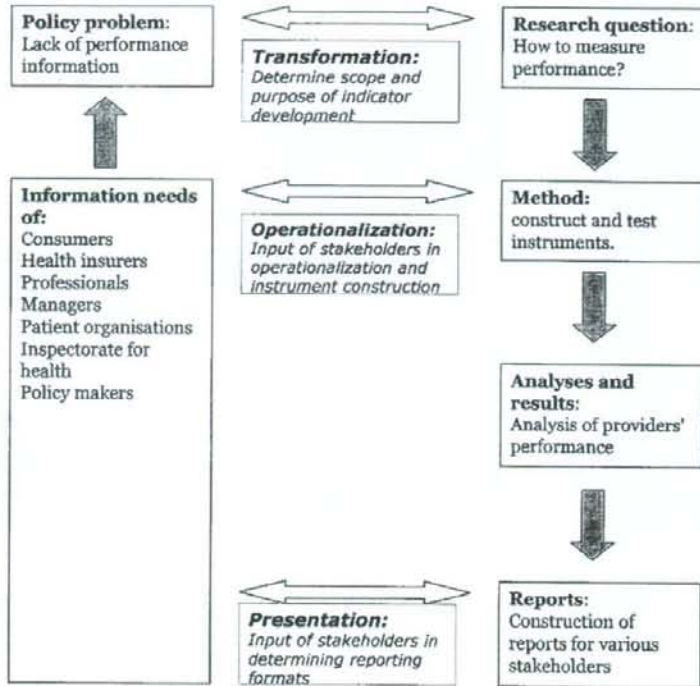 Policy problem:
Lack of performance
information
Transformation:
Determine scope and
purpose of indicator
development
Research question:
How to measure
performance?
Information needs
of:
Consumers
Health insurers
Professionals
Managers
Patient organisations
Inspectorate for
health
Policy makers
Operationalization:
Input of stakeholders in
operationalization and
instrument construction
Method:
construct and test
instruments.
Analyses and
results:
Analysis of providers'
performance
Presentation:
Input of stakeholders in
determining reporting
formats
Reports:
Construction of
reports for various
stakeholders